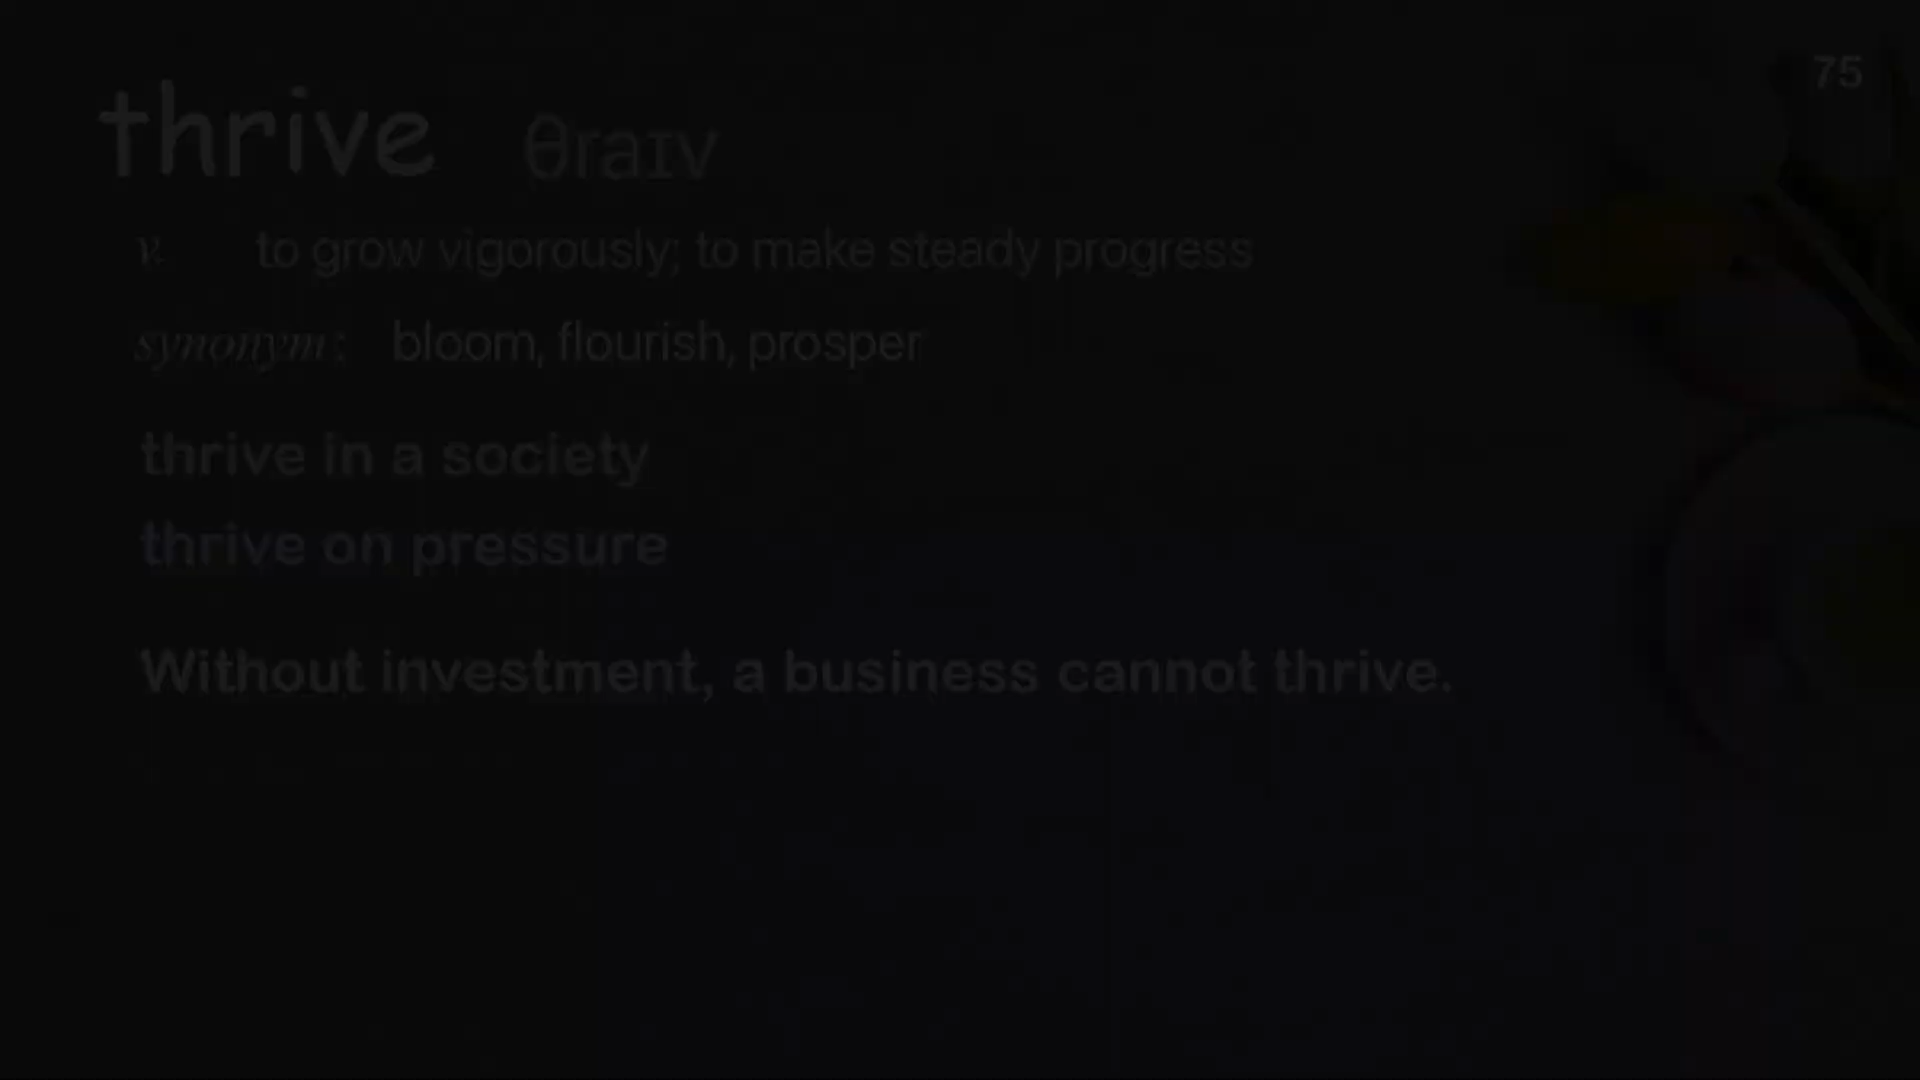 75
thrive θraɪv
v. to grow vigorously; to make steady progress
synonym: bloom, flourish, prosper
thrive in a society
thrive on pressure
Without investment, a business cannot thrive.